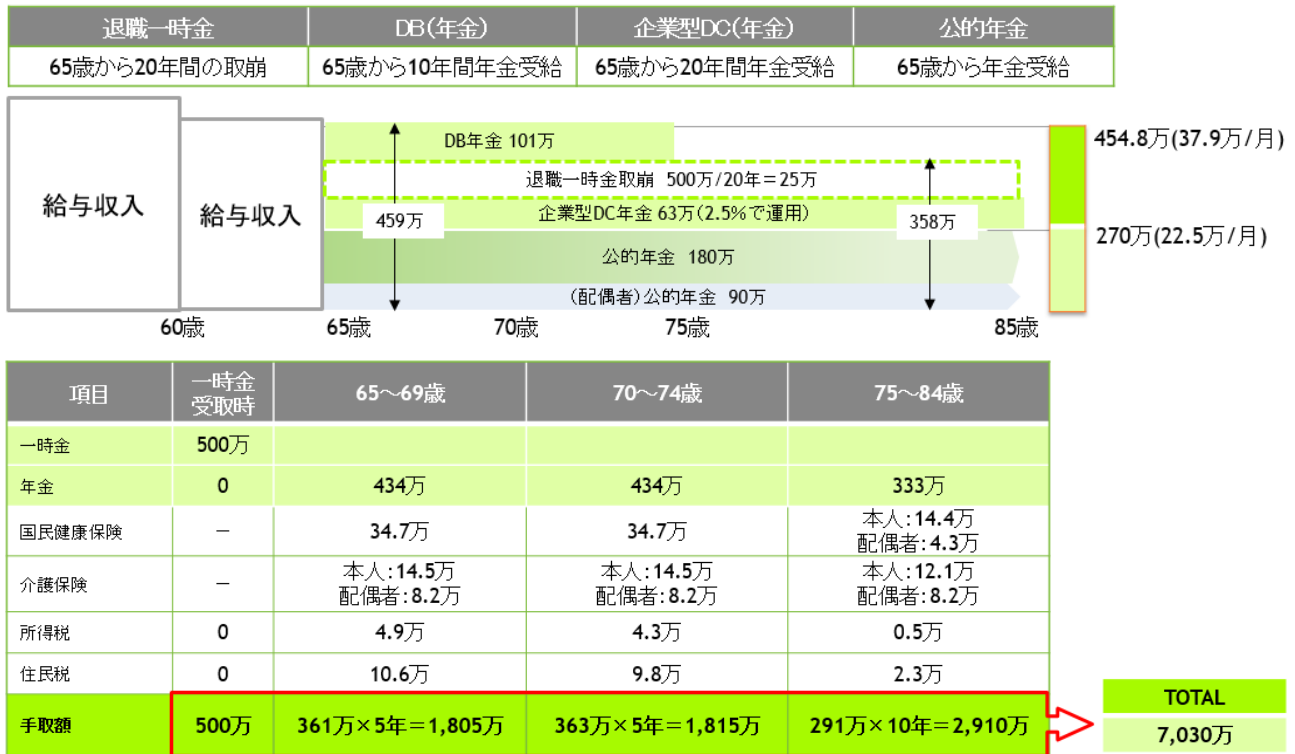 退職一時金 DB(年金) 企業型DC(年金) 公的年金
65歳から20年間の取崩 65歳から10年間年金受給 65歳から20年間年金受給 65歳から年金受給
給与収入
給与収入
DB年金 101万
退職一時金取崩 500万/20年＝25万
企業型DC年金 63万(2.5%で運用)
459万
358万
公的年金 180万
(配偶者)公的年金 90万
454.8万(37.9万/月)
270万(22.5万/月)
60歳 65歳 70歳 75歳 85歳
項目 一時金受取時 65～69歳 70～74歳 75～84歳
一時金 500万
年金 0 434万 434万 333万
国民健康保険 － 34.7万 34.7万 本人:14.4万 配偶者:4.3万
介護保険 － 本人:14.5万 配偶者:8.2万 本人:14.5万 配偶者:8.2万 本人:12.1万 配偶者:8.2万
所得税 0 4.9万 4.3万 0.5万
住民税 0 10.6万 9.8万 2.3万
手取額 500万 361万×5年＝1,805万 363万×5年＝1,815万 291万×10年＝2,910万
TOTAL
7,030万